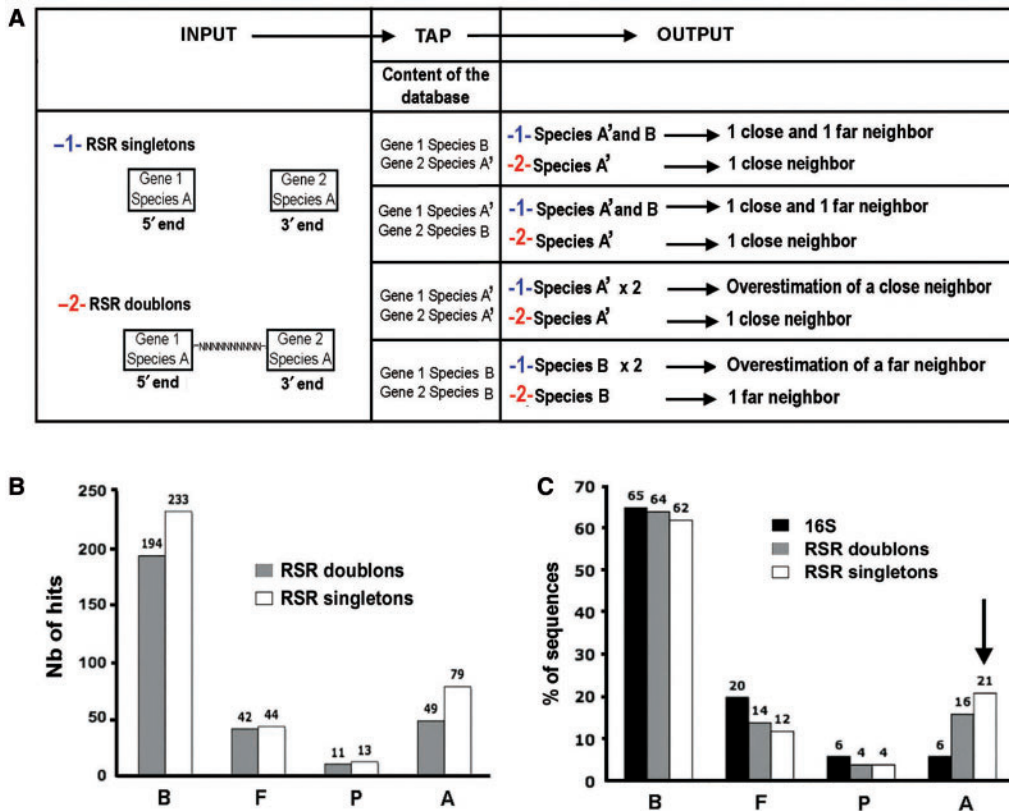 A
INPUT TAP OUTPUT
Content of the
database
–1– RSR singletons
Gene 1
Species A
5′ end
Gene 2
Species A
3′ end
–2– RSR doublons
Gene 1
Species A
5′ end
-NNNNNNNNNN-
Gene 2
Species A
3′ end
Gene 1 Species B
Gene 2 Species A’
-1- Species A’and B 1 close and 1 far neighbor
-2- Species A’ 1 close neighbor
Gene 1 Species A’
Gene 2 Species B
-1- Species A’and B 1 close and 1 far neighbor
-2- Species A’ 1 close neighbor
Gene 1 Species A’
Gene 2 Species A’
-1- Species A’ x 2 Overestimation of a close neighbor
-2- Species A’ 1 close neighbor
Gene 1 Species B
Gene 2 Species B
-1- Species B x 2 Overestimation of a far neighbor
-2- Species B 1 far neighbor
B
Nb of hits
250
200
150
100
50
0
194 233
42 44
11 13
49 79
RSR doublons
RSR singletons
B F P A
C
% of sequences
70
60
50
40
30
20
10
0
65 64 62
20 14 12
6 4 4
6 16 21
16S
RSR doublons
RSR singletons
B F P A